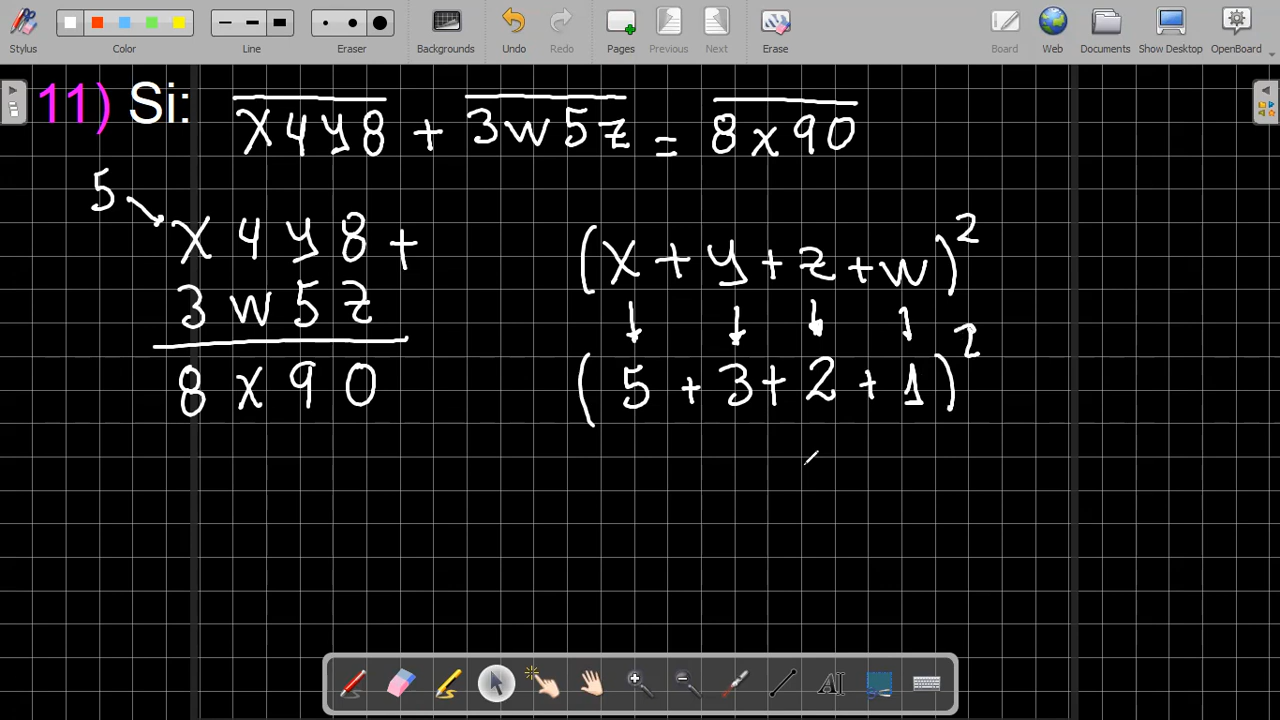 Stylus Color Line Eraser Backgrounds Undo Redo Pages Previous Next Erase Board Web Documents Show Desktop OpenBoard
11) Si: x4y8 + 3w5z = 8x90
5
x 4 y 8 +
3 w 5 z
8 x 9 0
(x + y + z + w)²
(5 + 3 + 2 + 1)²
AI